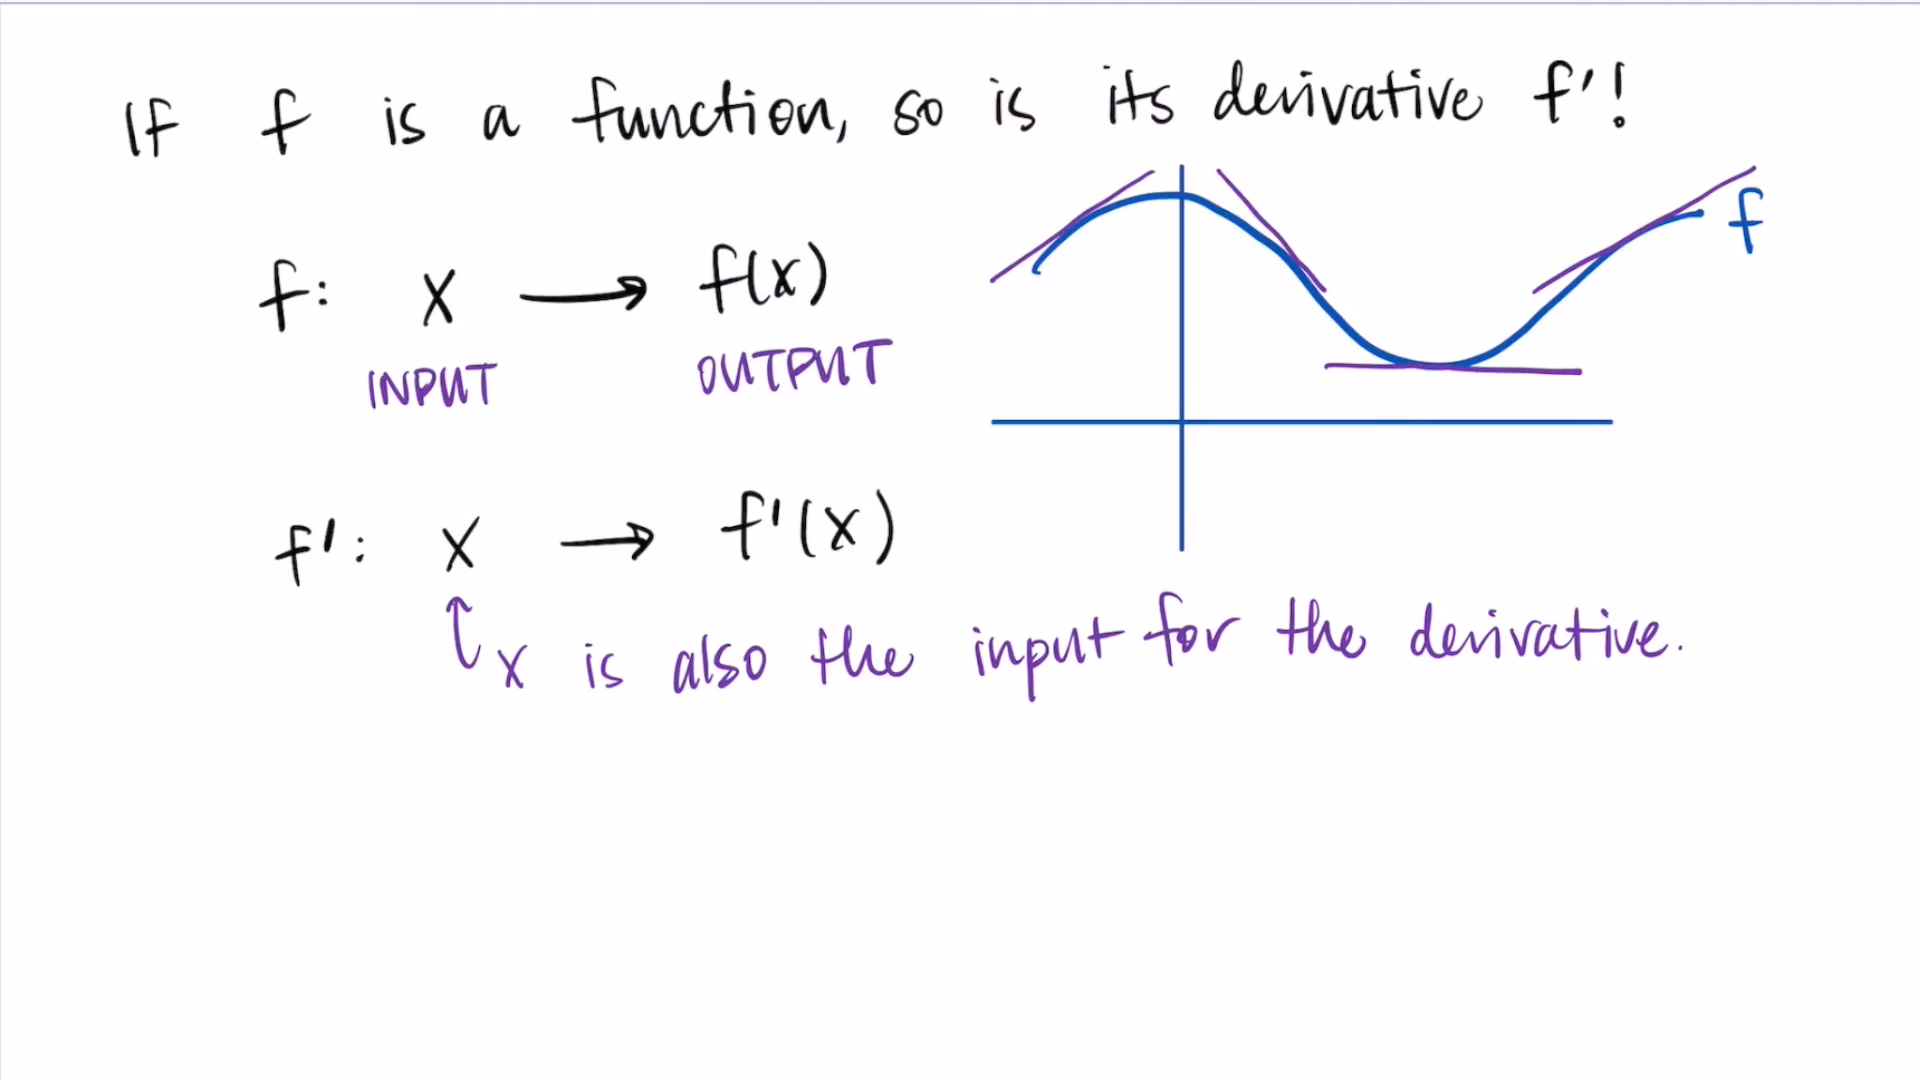 If f is a function, so is its derivative f'!
f
f: x → f(x)
INPUT OUTPUT
f': x → f'(x)
x is also the input for the derivative.